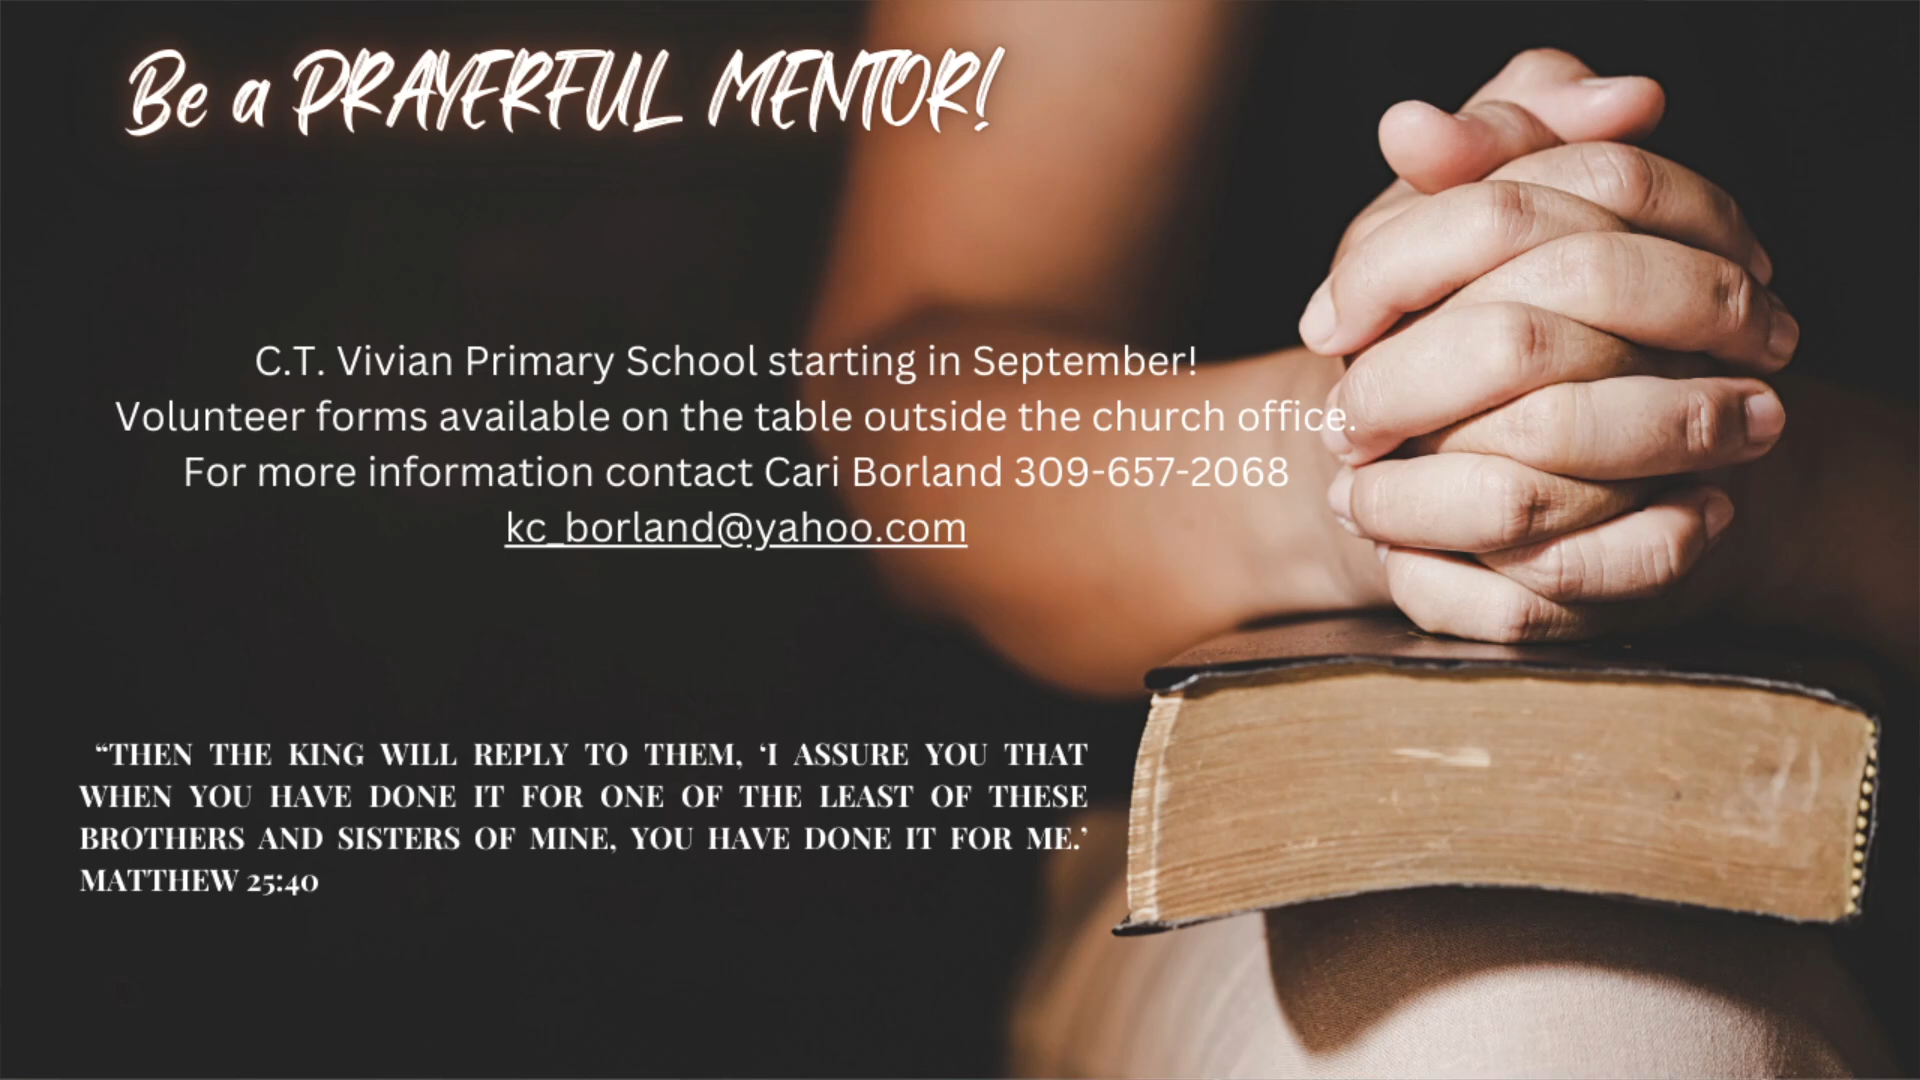 Be a PRAYERFUL MENTOR!
C.T. Vivian Primary School starting in September!
Volunteer forms available on the table outside the church office.
For more information contact Cari Borland 309-657-2068
kc_borland@yahoo.com
“THEN THE KING WILL REPLY TO THEM, ‘I ASSURE YOU THAT
WHEN YOU HAVE DONE IT FOR ONE OF THE LEAST OF THESE
BROTHERS AND SISTERS OF MINE, YOU HAVE DONE IT FOR ME.’
MATTHEW 25:40